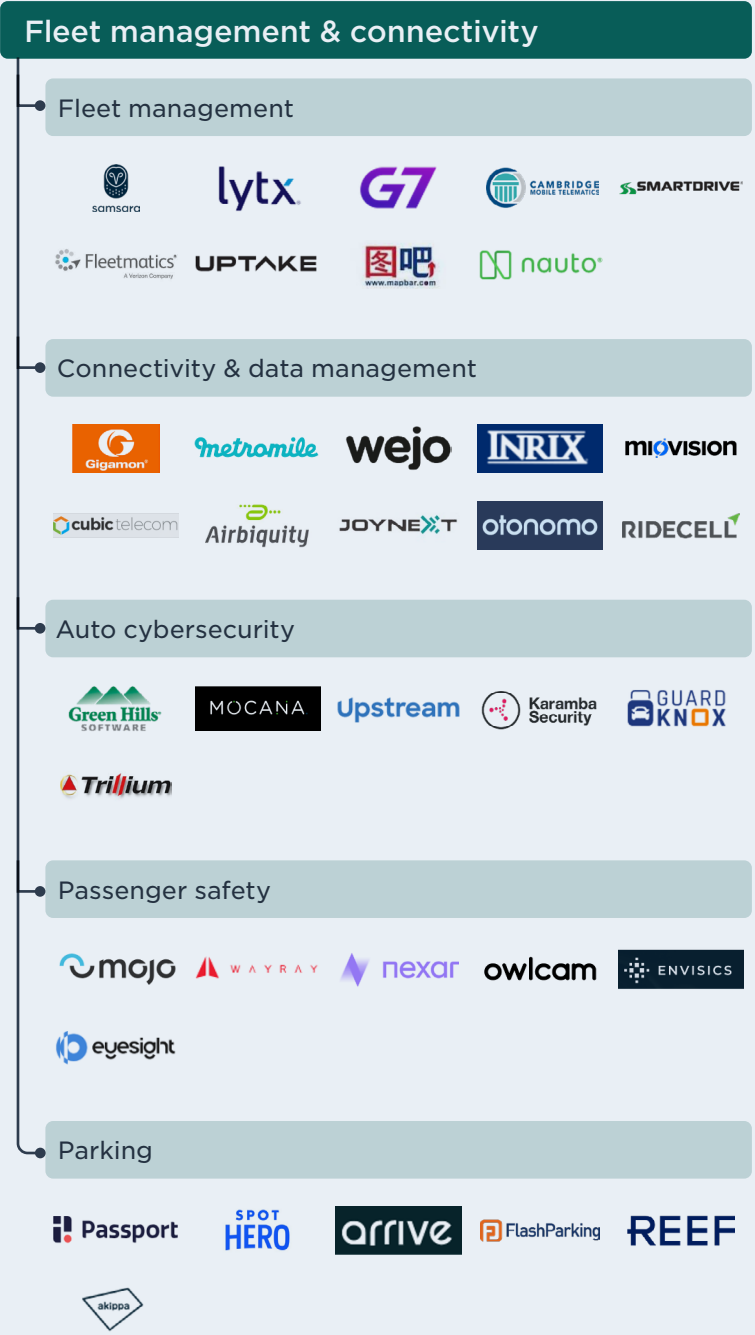 Fleet management & connectivity
Fleet management
samsara
lytx
G7
CAMBRIDGE
MOBILE TELEMATICS
SMARTDRIVE
Fleetmatics
A Verizon Company
UPTAKE
图吧
www.mapbar.com
nauto
Connectivity & data management
Gigamon
metromile
wejo
INRIX
miovision
cubic telecom
Airbiquity
JOYNEXT
otonomo
RIDECELL
Auto cybersecurity
Green Hills
SOFTWARE
MOCANA
Upstream
Karamba
Security
GUARD
KNOX
Trillium
Passenger safety
mojo
WAYRAY
nexar
owlcam
ENVISICS
eyesight
Parking
Passport
SPOT
HERO
arrive
FlashParking
REEF
akippa